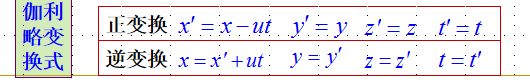 伽利
略变
换式
正变换 x′ = x − ut y′ = y z′ = z t′ = t
逆变换 x = x′ + ut y = y′ z = z′ t = t′